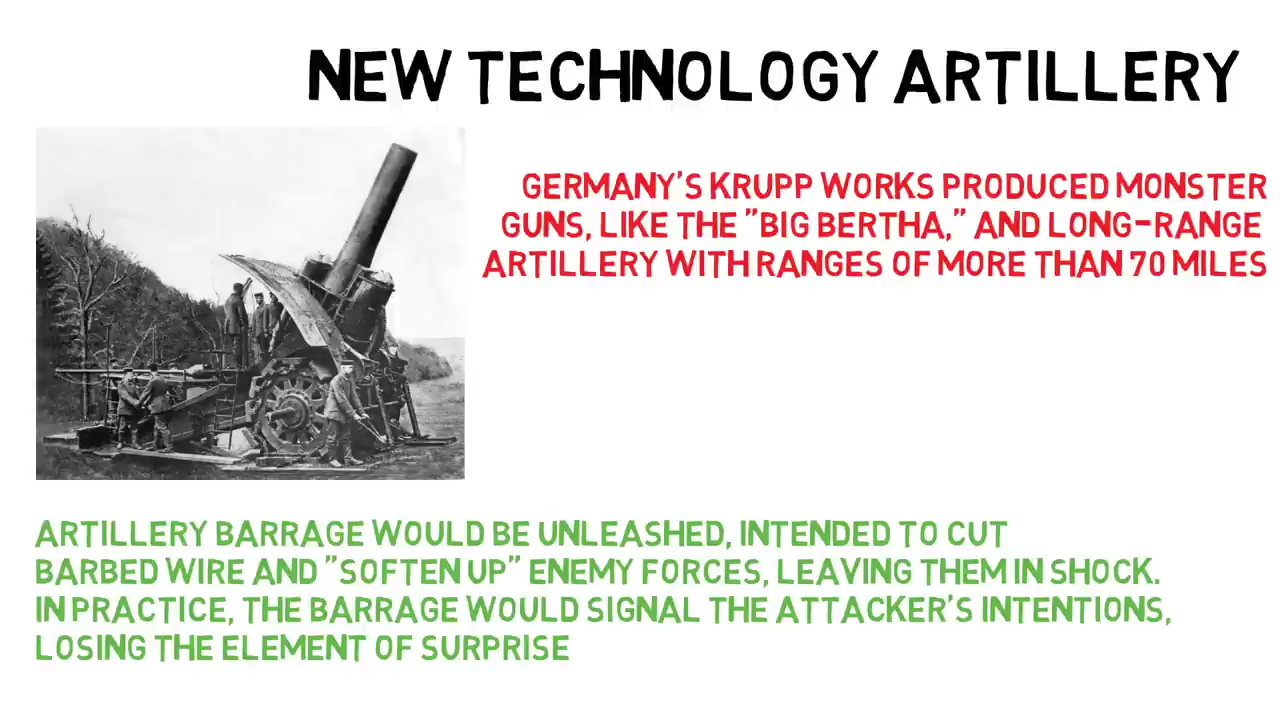 NEW TECHNOLOGY ARTILLERY
GERMANY'S KRUPP WORKS PRODUCED MONSTER
GUNS, LIKE THE "BIG BERTHA," AND LONG-RANGE
ARTILLERY WITH RANGES OF MORE THAN 70 MILES
ARTILLERY BARRAGE WOULD BE UNLEASHED, INTENDED TO CUT
BARBED WIRE AND "SOFTEN UP" ENEMY FORCES, LEAVING THEM IN SHOCK.
IN PRACTICE, THE BARRAGE WOULD SIGNAL THE ATTACKER'S INTENTIONS,
LOSING THE ELEMENT OF SURPRISE